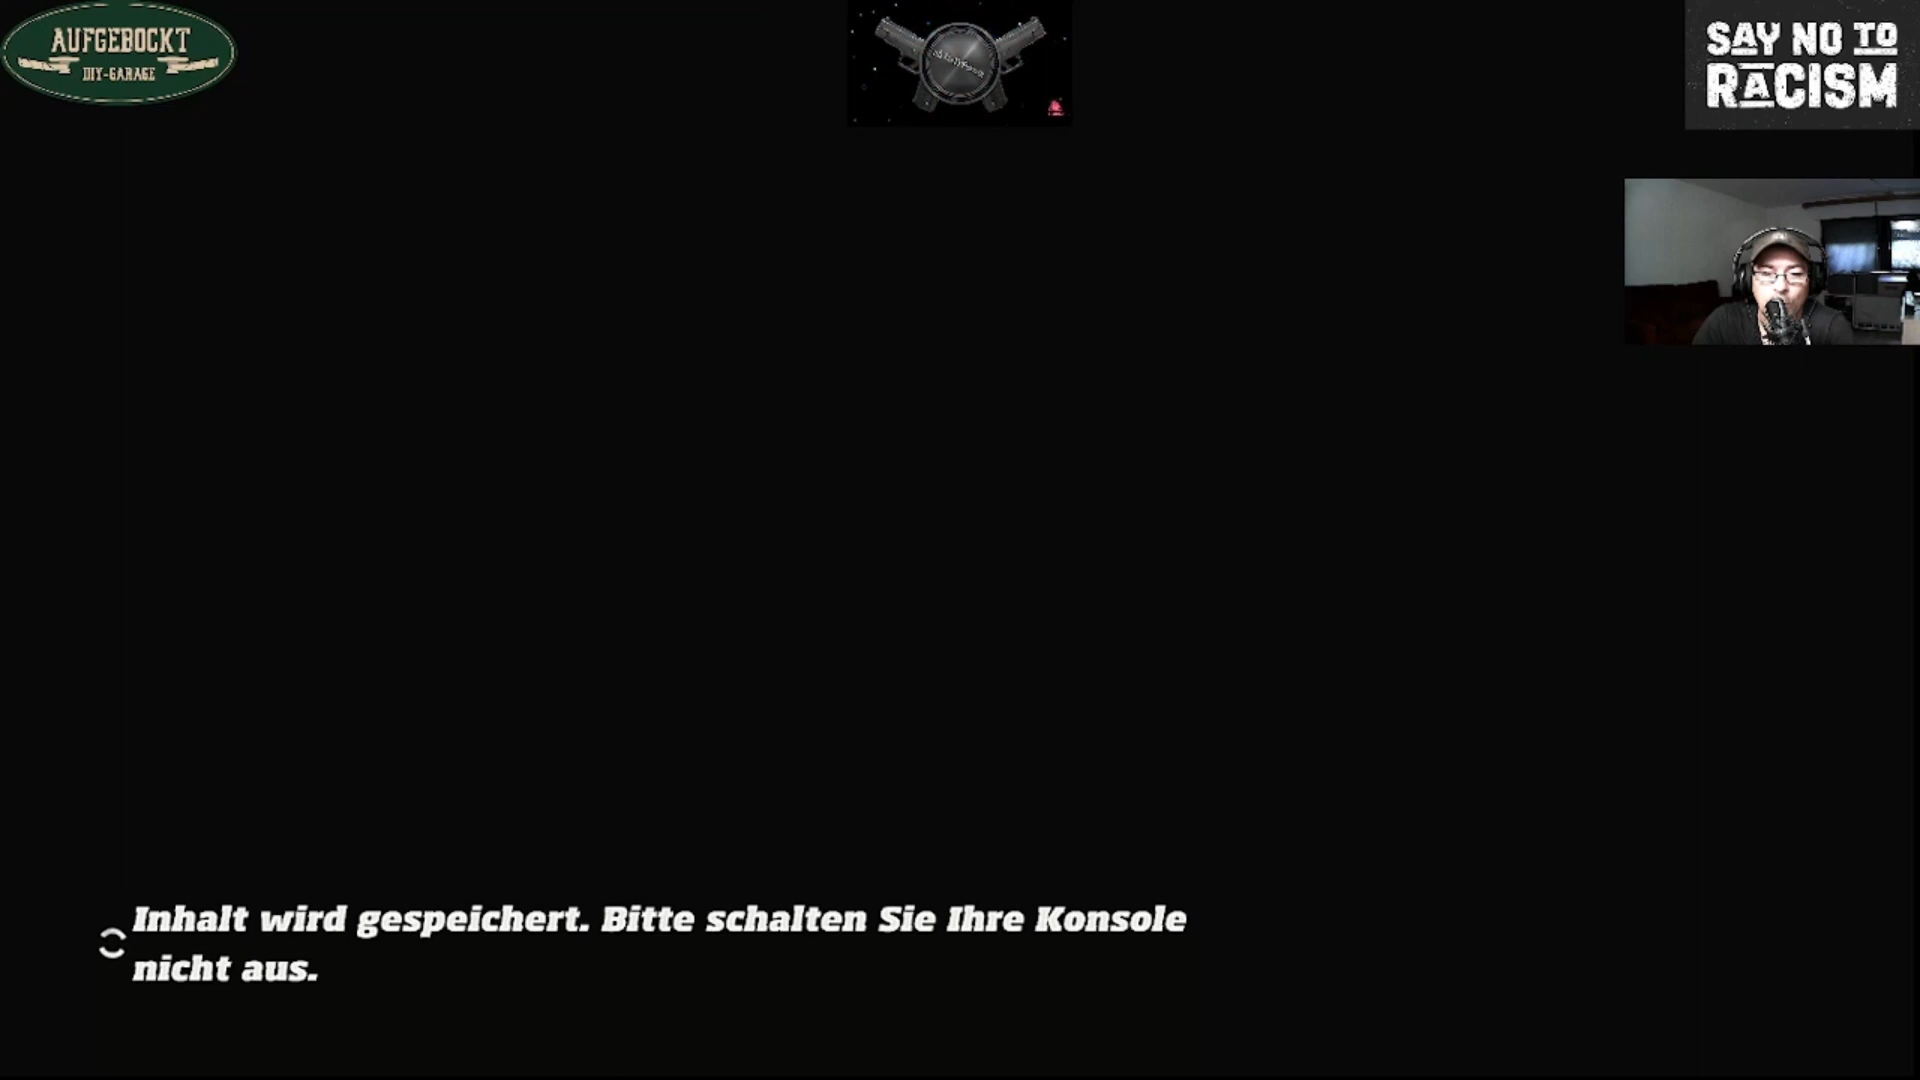 AUFGEBOCKT
DIY-GARAGE
SAY NO TO
RACISM
Inhalt wird gespeichert. Bitte schalten Sie Ihre Konsole
nicht aus.